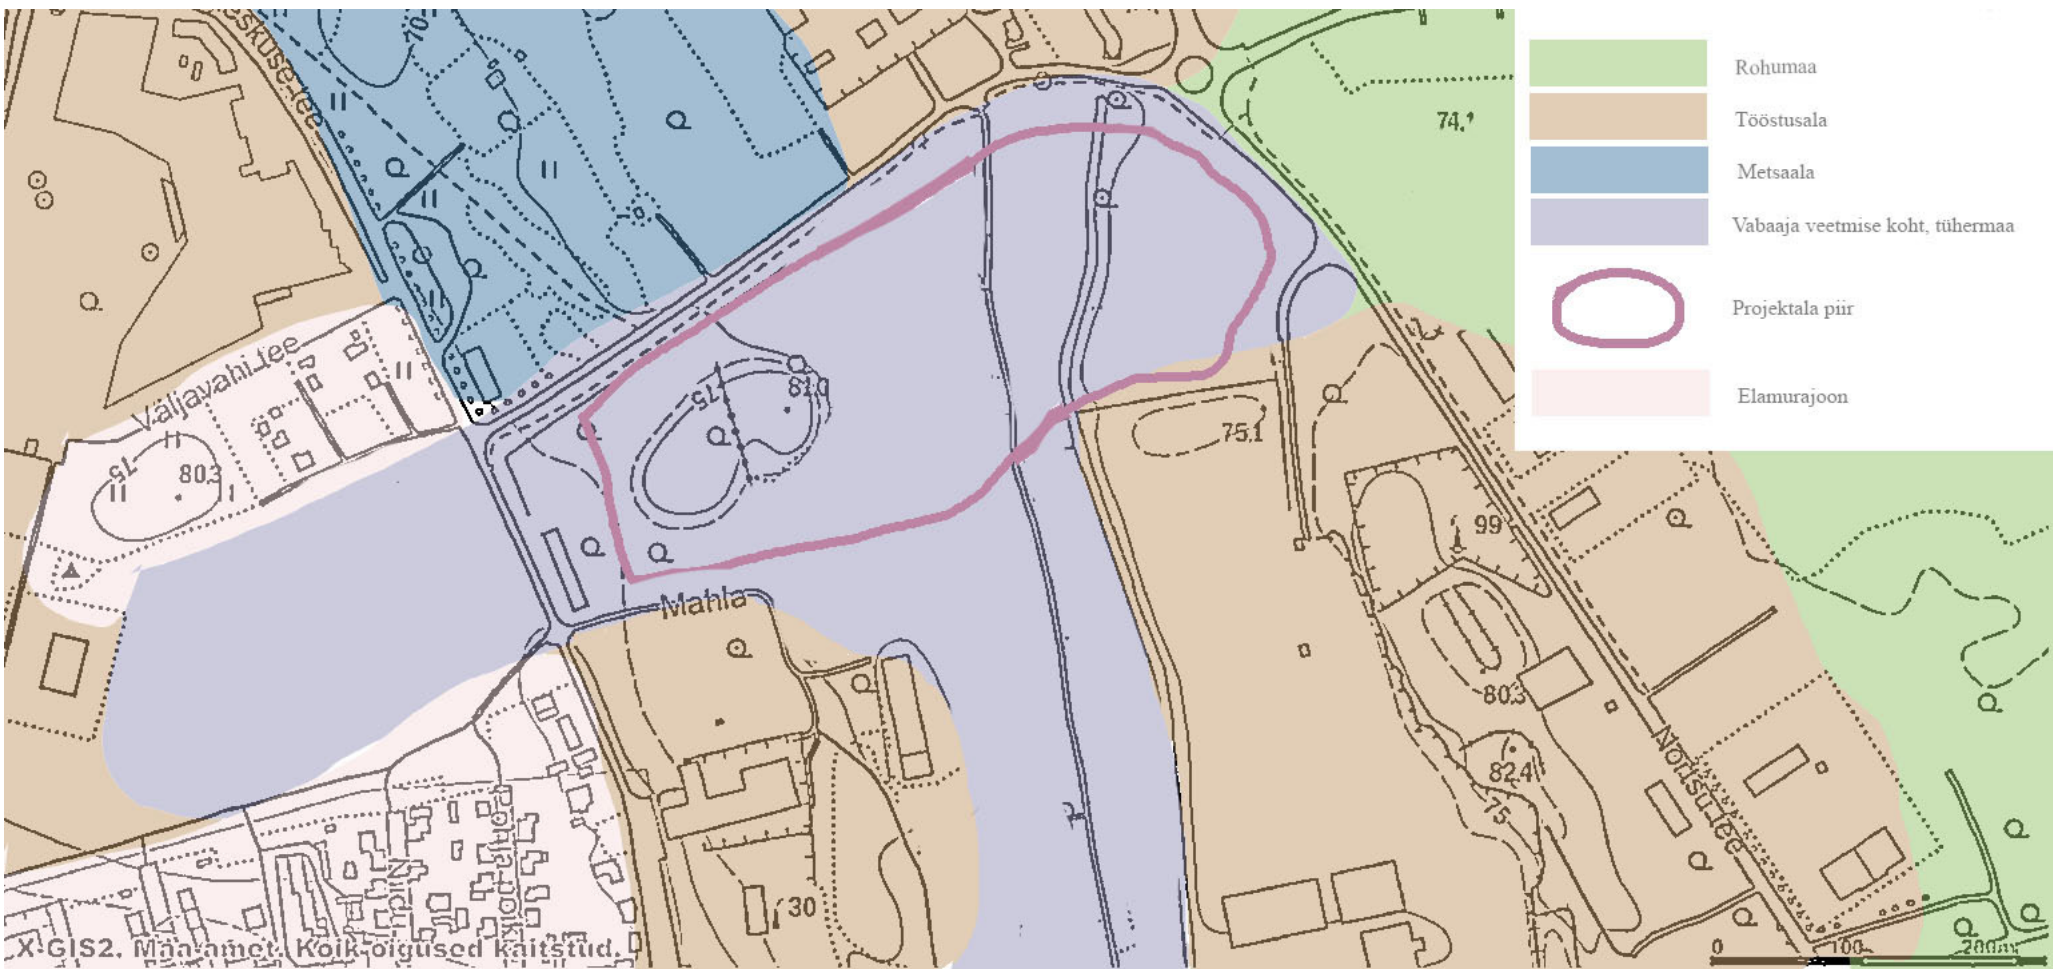 70
74,
Väljavahi tee
75
80,3
75
81,0
75,1
99
Mahla
80,3
82,4
75
Nõlvsu tee
30
X-GIS2. Maa-amet. Kõik õigused kaitstud.
0 100 200m
Rohumaa
Tööstusala
Metsaala
Vabaaja veetmise koht, tühermaa
Projektala piir
Elamurajoon